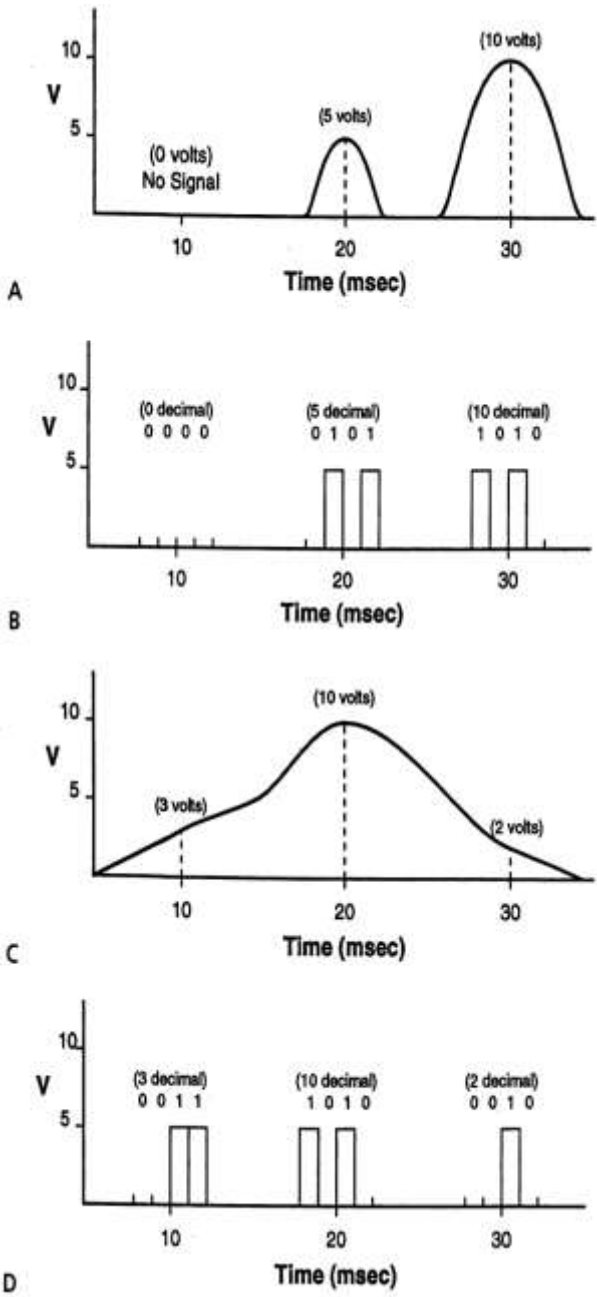 (10 volts)
10
V
(5 volts)
5
(0 volts)
No Signal
10 20 30
Time (msec)
A
10
V
(0 decimal) (5 decimal) (10 decimal)
0 0 0 0 0 1 0 1 1 0 1 0
5
10 20 30
Time (msec)
B
(10 volts)
10
V
5
(3 volts)
(2 volts)
10 20 30
Time (msec)
C
10
V
(3 decimal) (10 decimal) (2 decimal)
0 0 1 1 1 0 1 0 0 0 1 0
5
10 20 30
Time (msec)
D